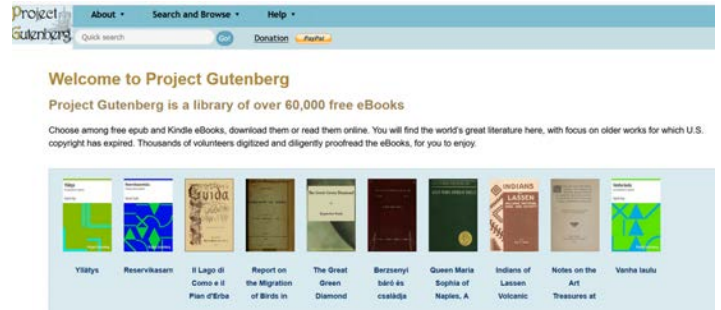 Project Gutenberg
About Search and Browse Help
Quick search Go! Donation PayPal
Welcome to Project Gutenberg
Project Gutenberg is a library of over 60,000 free eBooks
Choose among free epub and Kindle eBooks, download them or read them online. You will find the world's great literature here, with focus on older works for which U.S.
copyright has expired. Thousands of volunteers digitized and diligently proofread the eBooks, for you to enjoy.
Guida
INDIANS
LASSEN
Yllätys
Reservikasarm
Il Lago di
Como e il
Pian d'Erba
Report on
the Migration
of Birds in
The Great
Green
Diamond
Berzsenyi
báró és
családja
Queen Maria
Sophia of
Naples, A
Indians of
Lassen
Volcanic
Notes on the
Art
Treasures at
Vanha laulu